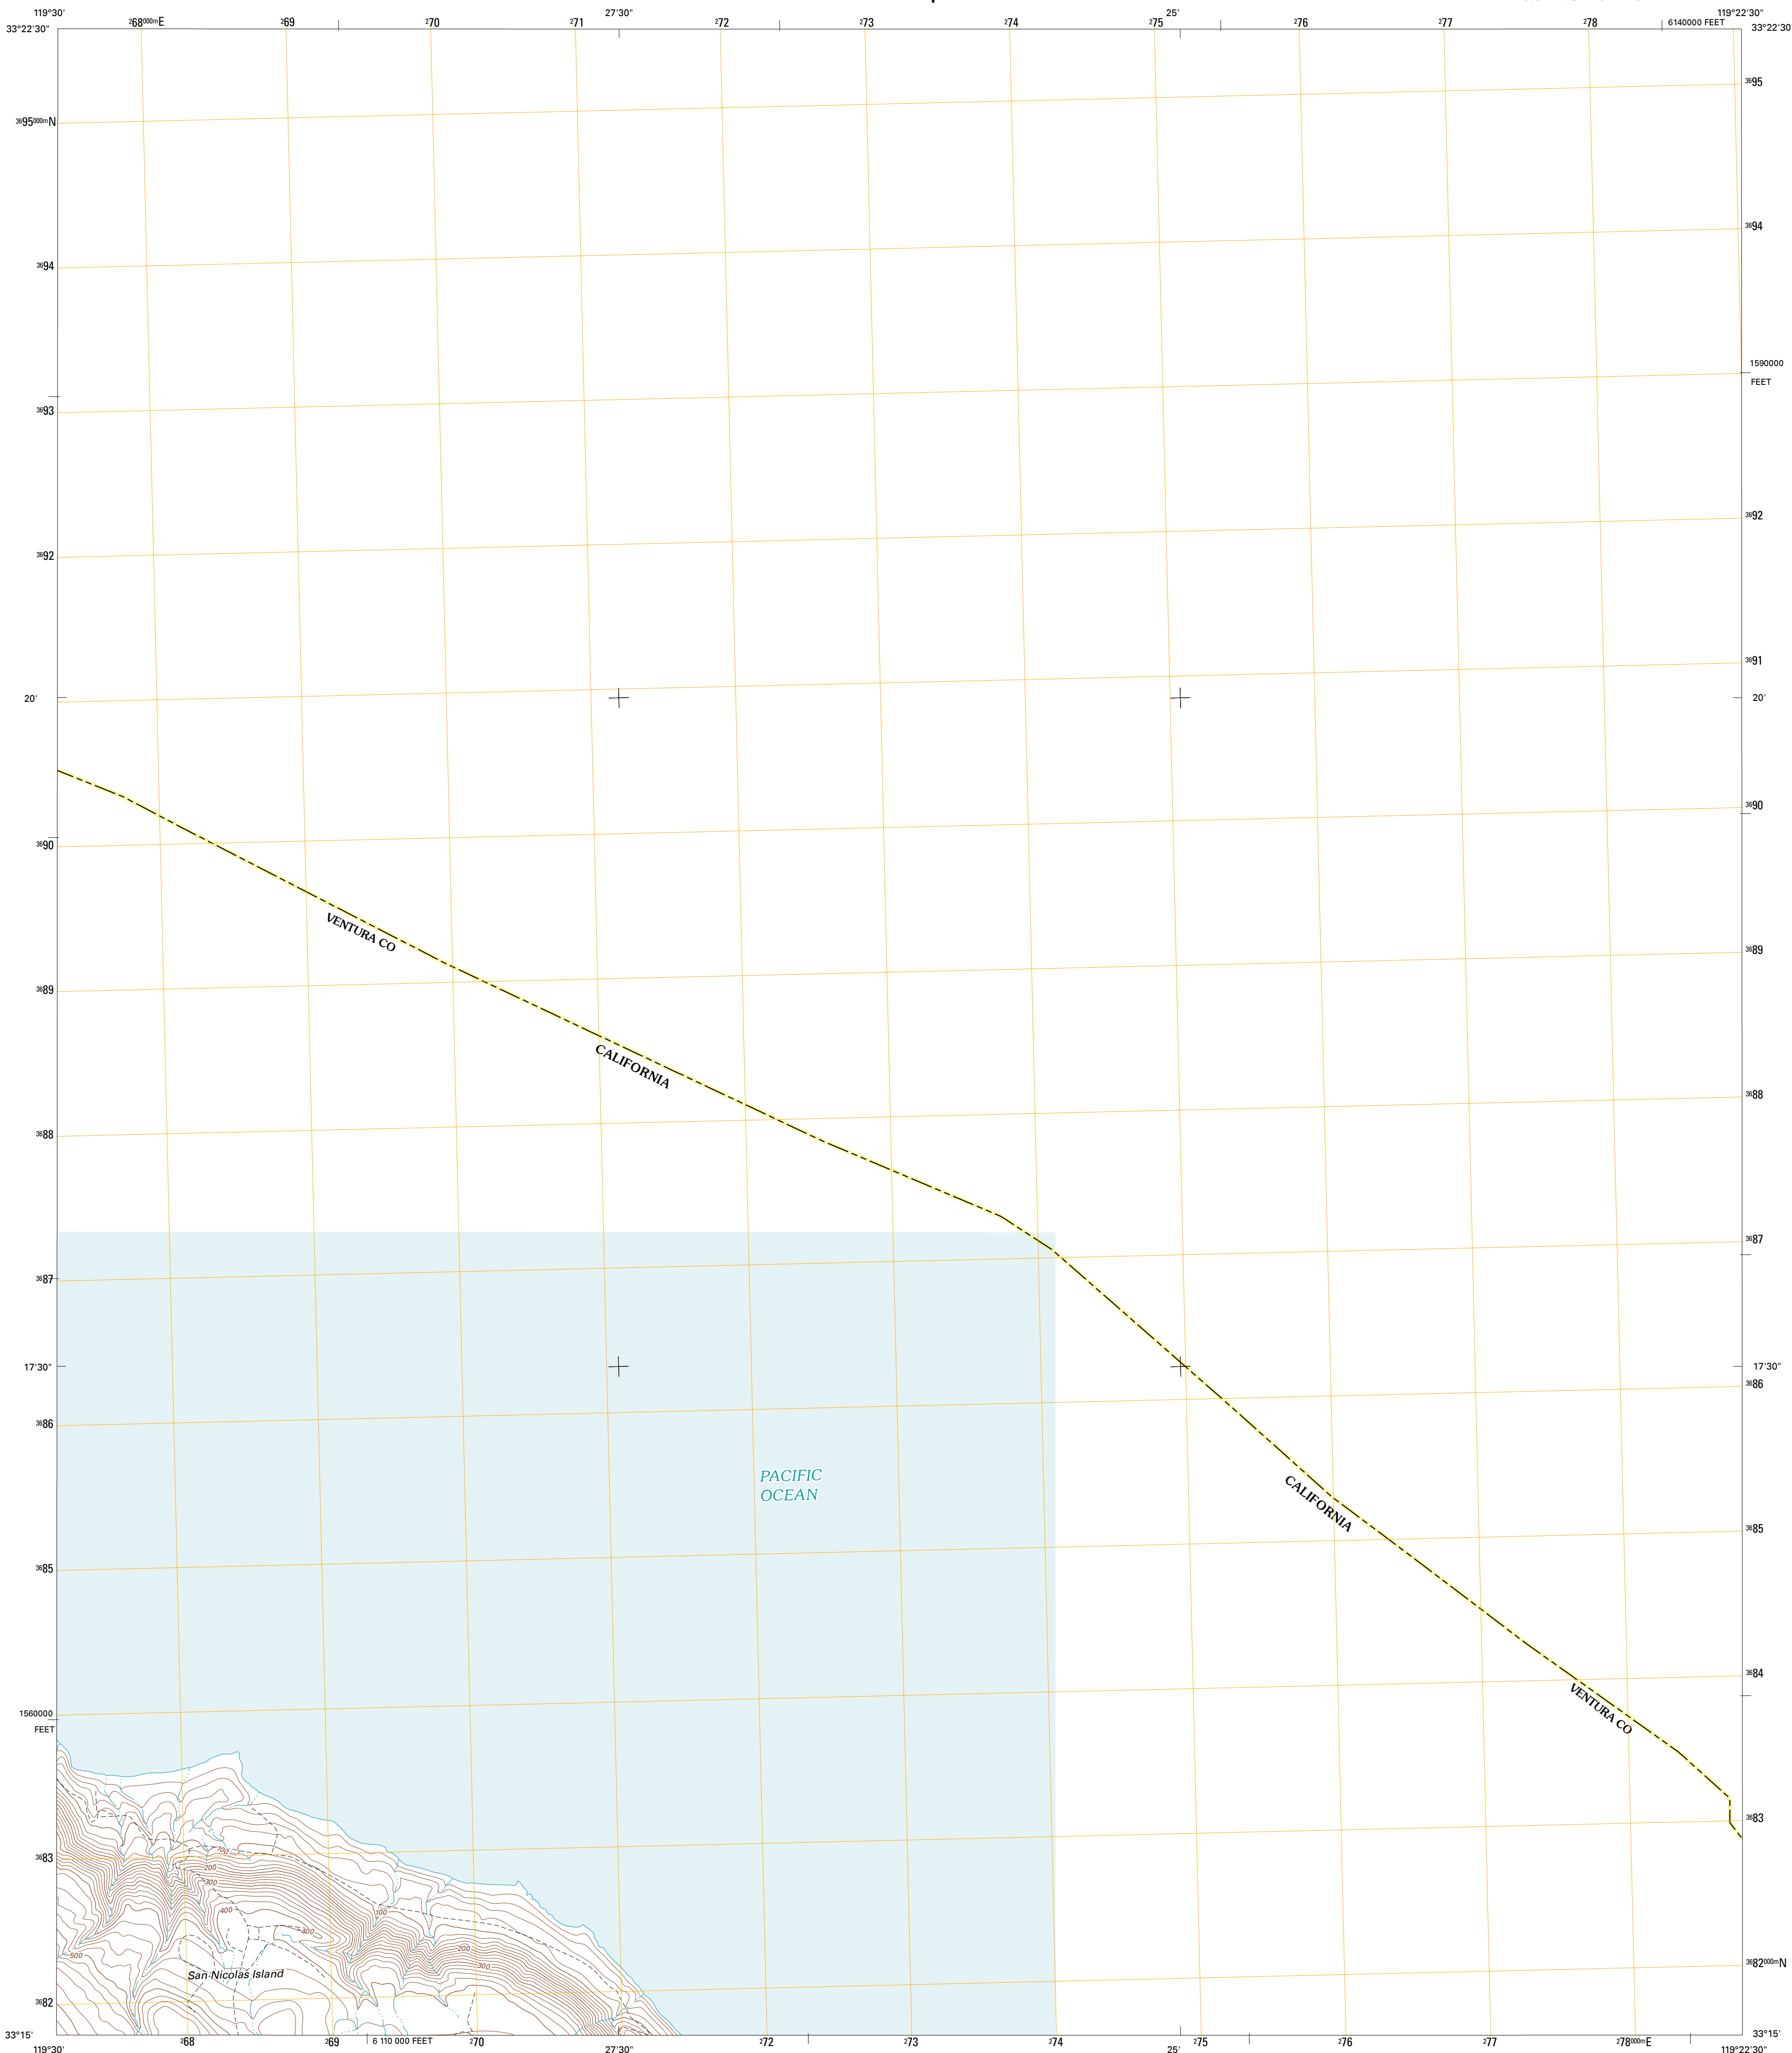 119°30' 268000mE 269 270 271 27'30" 272 273 274 25' 275 276 277 278 6140000 FEET 119°22'30"
33°22'30" 33°22'30
3695
3695000mN
3694
3694
1590000
FEET
3693
3692
3692
3691
20' 20'
3690
3690
VENTURA CO
3689
3689
CALIFORNIA
3688
3688
3687
3687
17'30" 17'30"
3686
3686
PACIFIC
OCEAN
CALIFORNIA
3685
3685
3684
VENTURA CO
1560000
FEET
3683
100
3683
200
300
400
100
400
200
500
300
3682000mN
San Nicolas Island
3682
33°15' 33°15'
268 269 6 110 000 FEET 270 272 273 274 275 276 277 278000mE
119°30' 27'30" 25' 119°22'30"